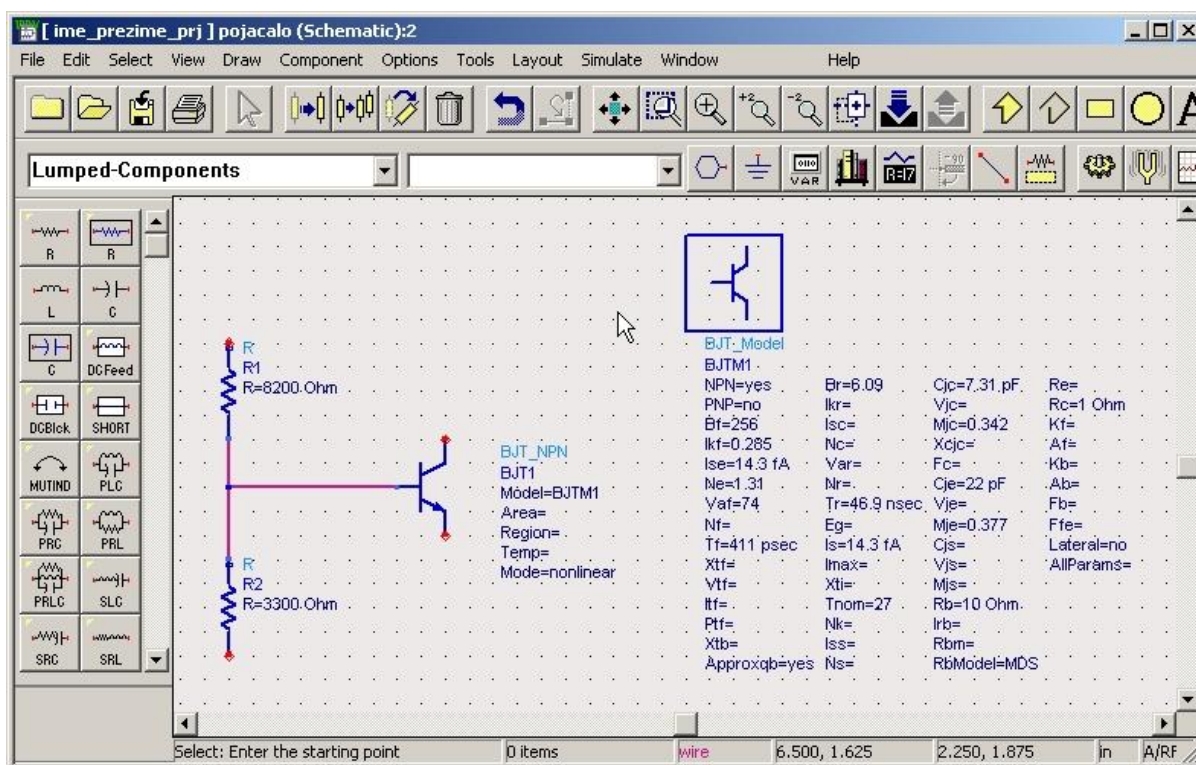 [ ime_prezime_prj ] pojacalo (Schematic):2
File Edit Select View Draw Component Options Tools Layout Simulate Window Help
VAR
R=17
-90
Lumped-Components
R R
L C
C DCFeed
DCBlck SHORT
MUTIND PLC
PRC PRL
PRLC SLC
SRC SRL
R
R1
R=8200 Ohm
R
R2
R=3300 Ohm
BJT_NPN
BJT1
Model=BJTM1
Area=
Region=
Temp=
Mode=nonlinear
BJT_Model
BJTM1
NPN=yes Br=6.09 Cjc=7.31 pF Re=
PNP=no Ikr= Vjc= Rc=1 Ohm
Bf=256 Isc= Mjc=0.342 Kf=
Ikf=0.285 Nc= Xcjc= Af=
Ise=14.3 fA Var= Fc= Kb=
Ne=1.31 Nr= Cje=22 pF Ab=
Vaf=74 Tr=46.9 nsec Vje= Fb=
Nf= Eg= Mje=0.377 Ffe=
Tf=411 psec Is=14.3 fA Cjs= Lateral=no
Xtf= Imax= Vjs= AllParams=
Vtf= Xti= Mjs=
Itf= Tnom=27 Rb=10 Ohm
Ptf= Nk= Irb=
Xtb= Iss= Rbm=
Approxqb=yes Ns= RbModel=MDS
Select: Enter the starting point 0 items wire 6.500, 1.625 2.250, 1.875 in A/RF